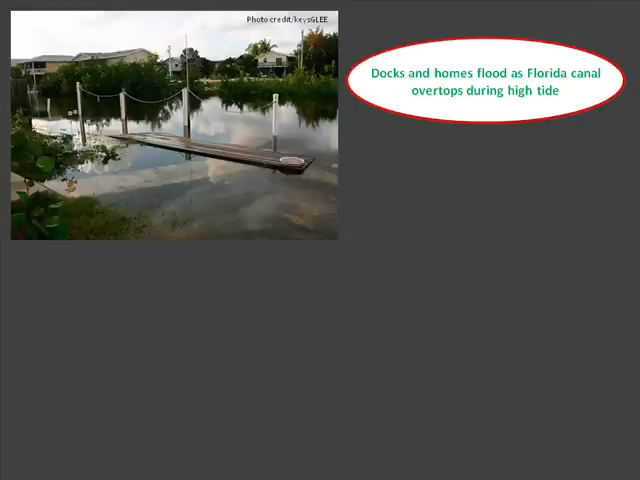 Photo credit/keysGLEE
Docks and homes flood as Florida canal
overtops during high tide